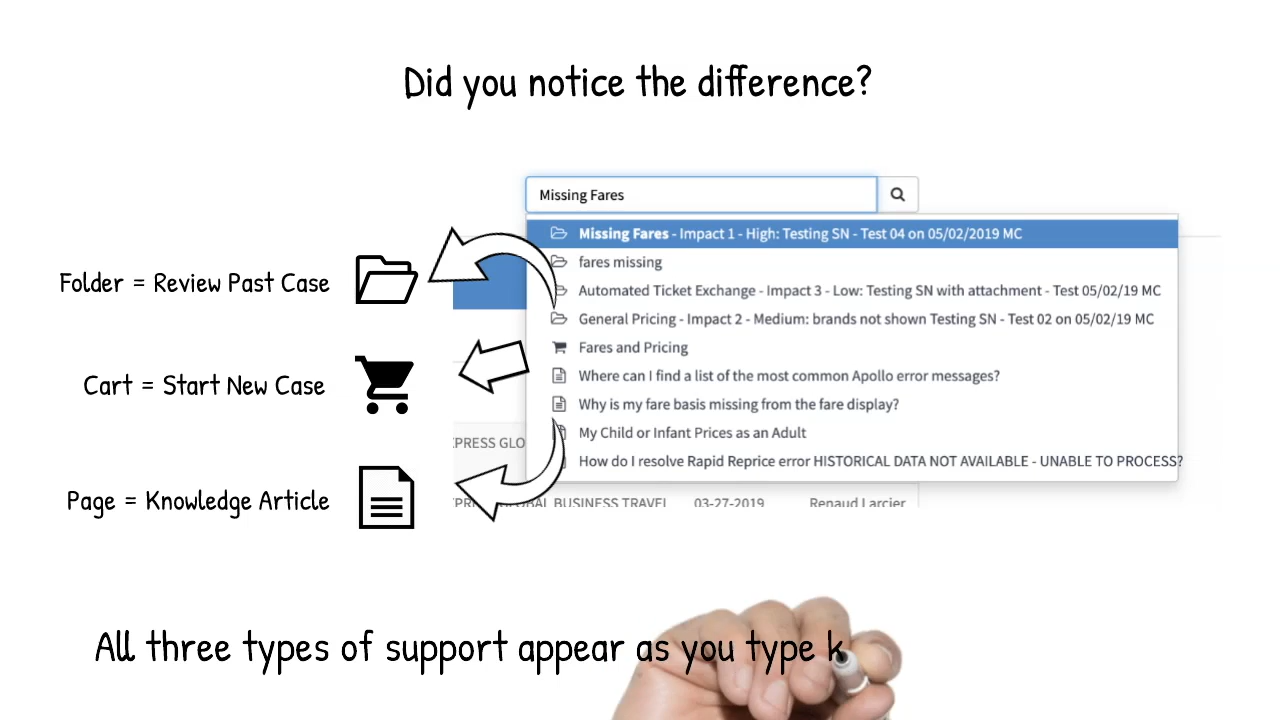 Did you notice the difference?
Missing Fares
Missing Fares - Impact 1 - High: Testing SN - Test 04 on 05/02/2019 MC
fares missing
Automated Ticket Exchange - Impact 3 - Low: Testing SN with attachment - Test 05/02/19 MC
General Pricing - Impact 2 - Medium: brands not shown Testing SN - Test 02 on 05/02/19 MC
Fares and Pricing
Where can I find a list of the most common Apollo error messages?
Why is my fare basis missing from the fare display?
My Child or Infant Prices as an Adult
How do I resolve Rapid Reprice error HISTORICAL DATA NOT AVAILABLE - UNABLE TO PROCESS?
Folder = Review Past Case
Cart = Start New Case
Page = Knowledge Article
XPRESS GLO
BUSINESS TRAVEL 03-27-2019 Renaud Larcier
All three types of support appear as you type k